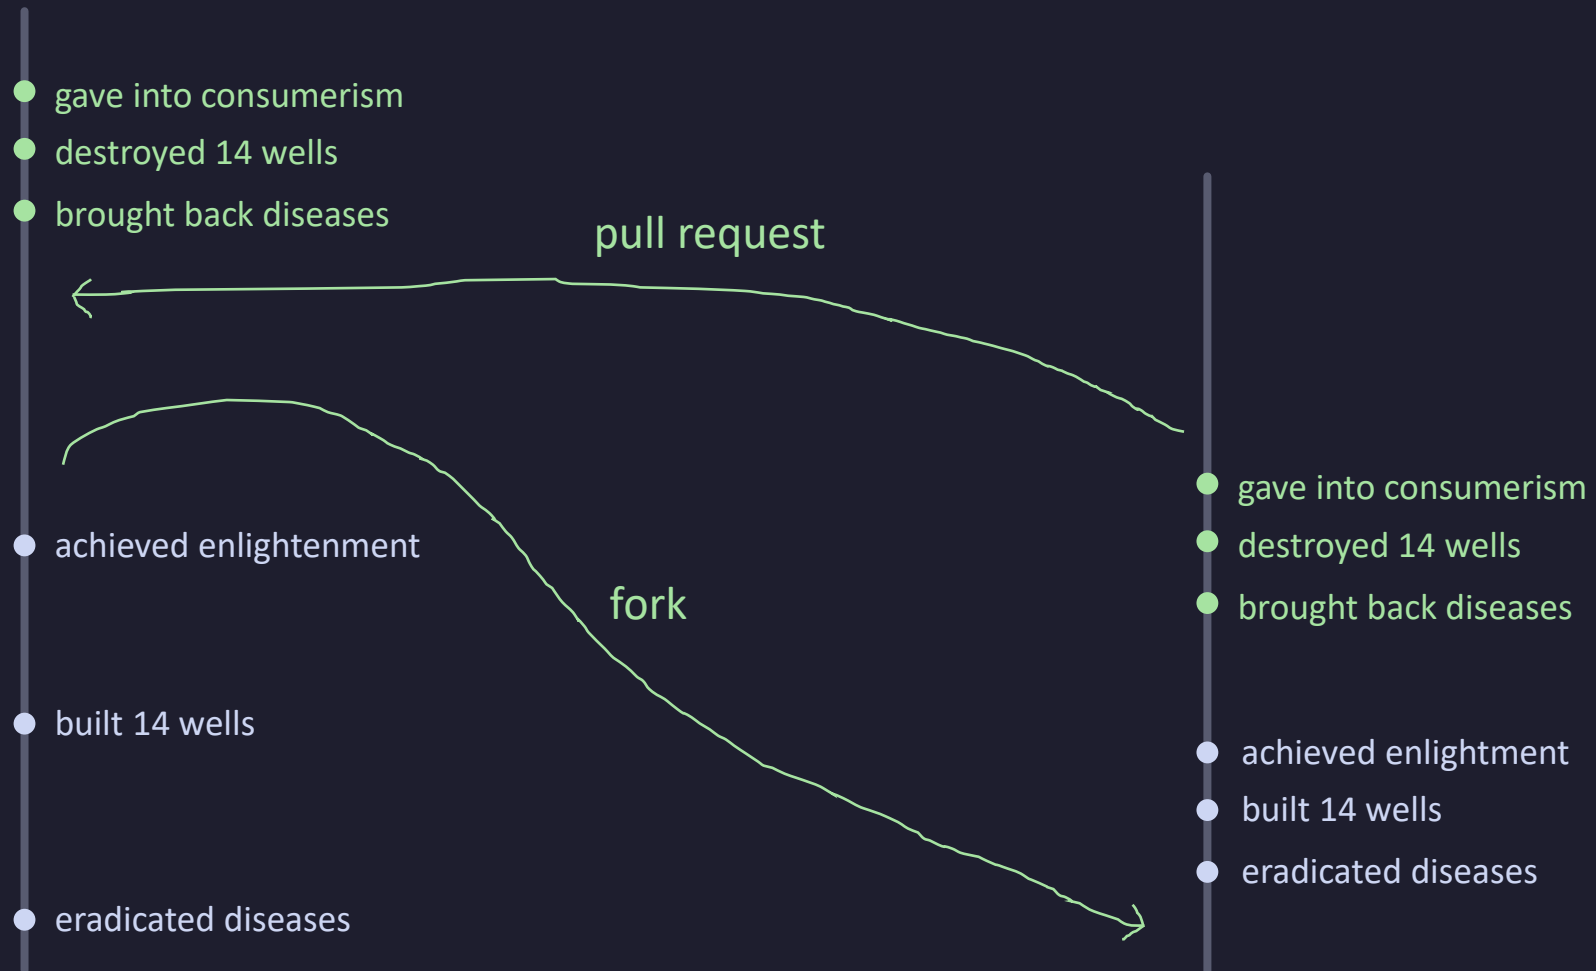 gave into consumerism
destroyed 14 wells
brought back diseases
pull request
achieved enlightenment
fork
built 14 wells
eradicated diseases
gave into consumerism
destroyed 14 wells
brought back diseases
achieved enlightment
built 14 wells
eradicated diseases